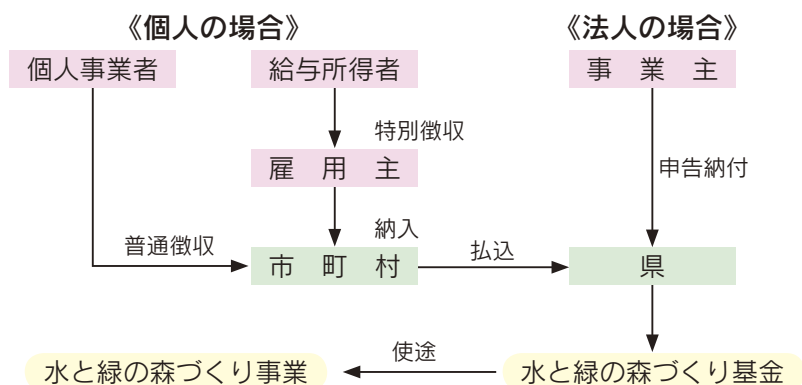 《個人の場合》
《法人の場合》
個人事業者
給与所得者
事業主
特別徴収
雇用主
申告納付
納入
普通徴収
払込
市町村
県
使途
水と緑の森づくり事業
水と緑の森づくり基金